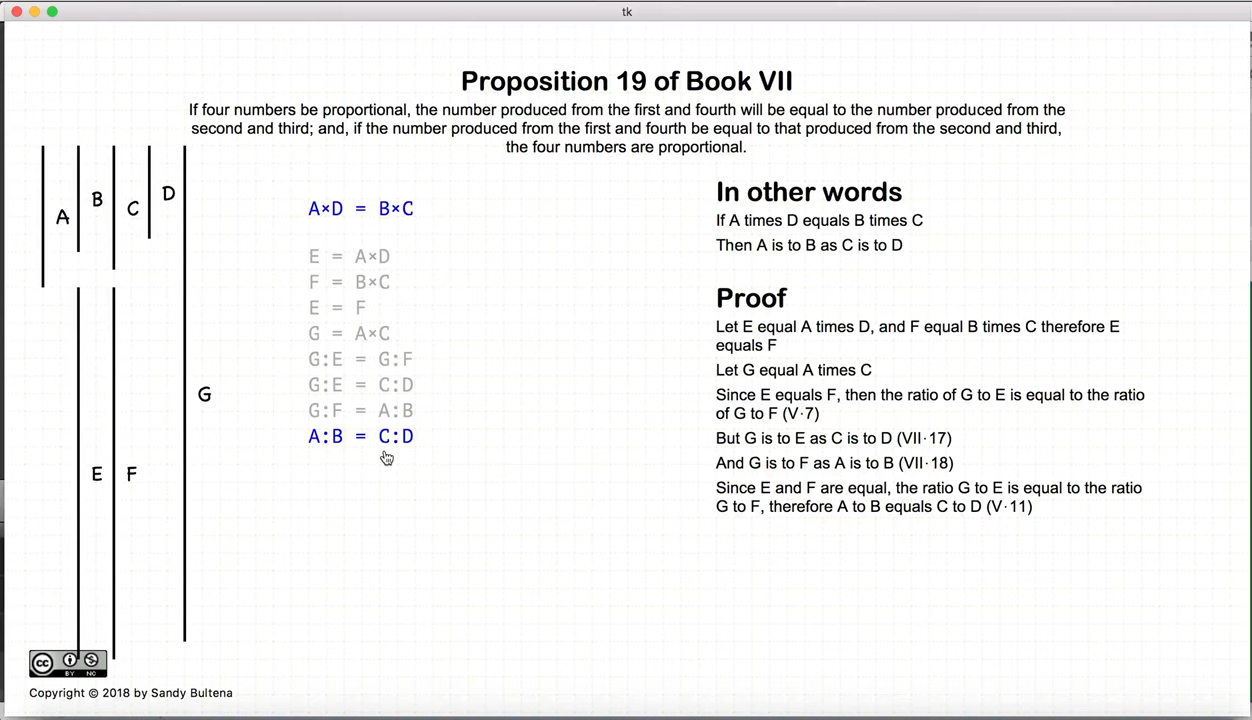 tk
Proposition 19 of Book VII
If four numbers be proportional, the number produced from the first and fourth will be equal to the number produced from the
second and third; and, if the number produced from the first and fourth be equal to that produced from the second and third,
the four numbers are proportional.
A
B
C
D
E
F
G
A×D = B×C
E = A×D
F = B×C
E = F
G = A×C
G:E = G:F
G:E = C:D
G:F = A:B
A:B = C:D
In other words
If A times D equals B times C
Then A is to B as C is to D
Proof
Let E equal A times D, and F equal B times C therefore E
equals F
Let G equal A times C
Since E equals F, then the ratio of G to E is equal to the ratio
of G to F (V·7)
But G is to E as C is to D (VII·17)
And G is to F as A is to B (VII·18)
Since E and F are equal, the ratio G to E is equal to the ratio
G to F, therefore A to B equals C to D (V·11)
cc
BY NC
Copyright © 2018 by Sandy Bultena